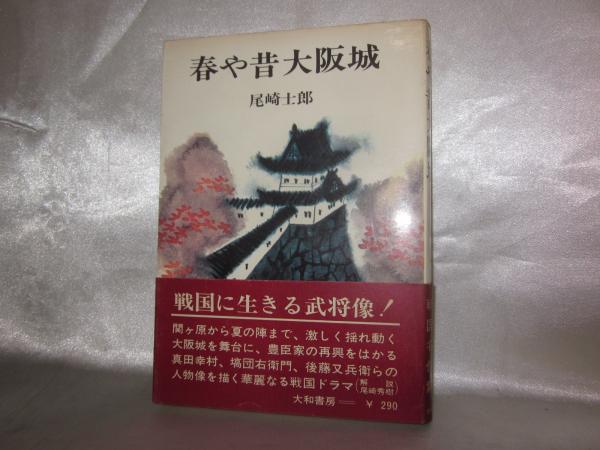 春や昔大阪城
尾崎士郎
戦国に生きる武将像!
関ヶ原から夏の陣まで、激しく揺れ動く
大阪城を舞台に、豊臣家の再興をはかる
真田幸村、塙団右衛門、後藤又兵衛らの
人物像を描く華麗なる戦国ドラマ(解説 尾崎秀樹)
大和書房 — ¥290